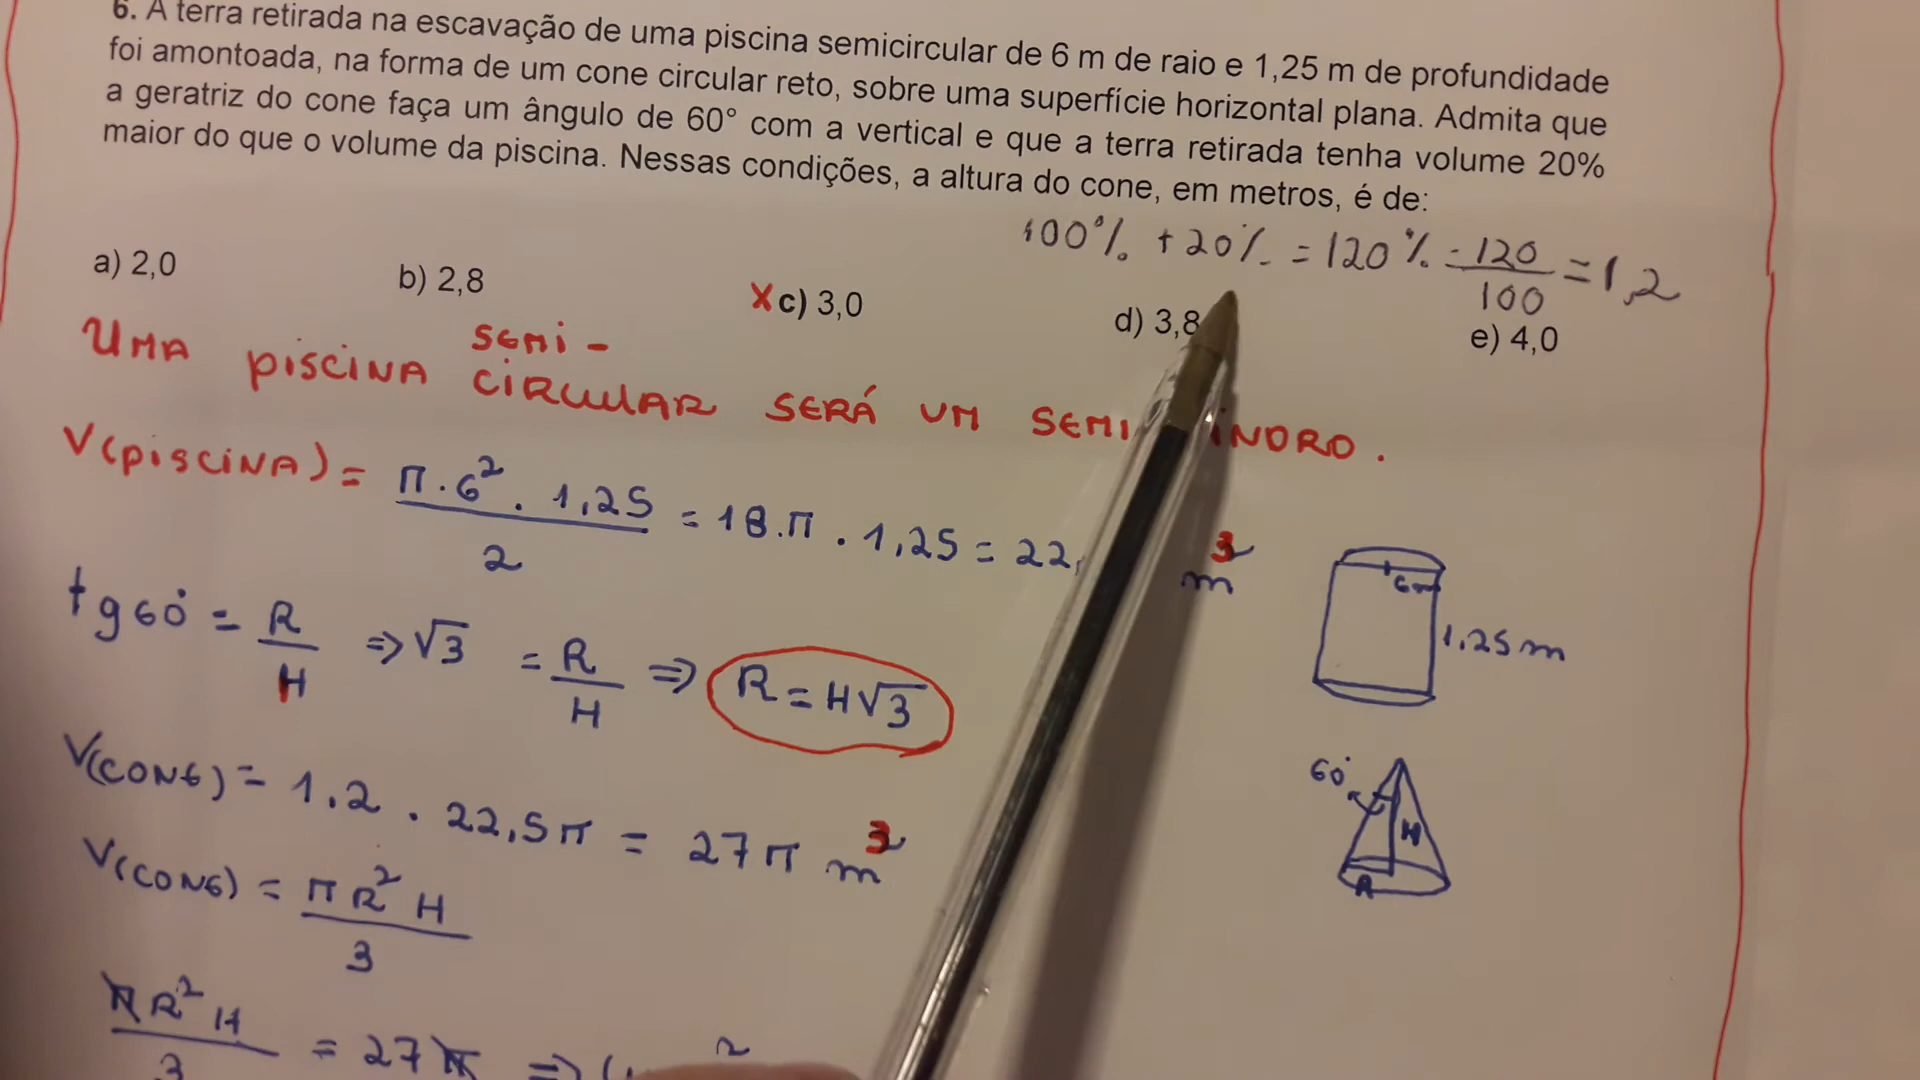 6. A terra retirada na escavação de uma piscina semicircular de 6 m de raio e 1,25 m de profundidade
foi amontoada, na forma de um cone circular reto, sobre uma superfície horizontal plana. Admita que
a geratriz do cone faça um ângulo de 60° com a vertical e que a terra retirada tenha volume 20%
maior do que o volume da piscina. Nessas condições, a altura do cone, em metros, é de:
100% + 20% = 120% = 120/100 = 1,2
a) 2,0 b) 2,8 X c) 3,0 d) 3,8 e) 4,0
UMA PISCINA SEMI-
CIRCULAR SERÁ UM SEMI INDRO.
V(PISCINA) = π.6² . 1,25 / 2 = 18.π . 1,25 = 22, m³
6m
1,25 m
tg60° = R/H => √3 = R/H => R = H√3
60°
H
R
V(CONE) = 1.2 . 22,5π = 27π m³
V(CONE) = πR²H / 3
πR²H / 3 = 27π =>